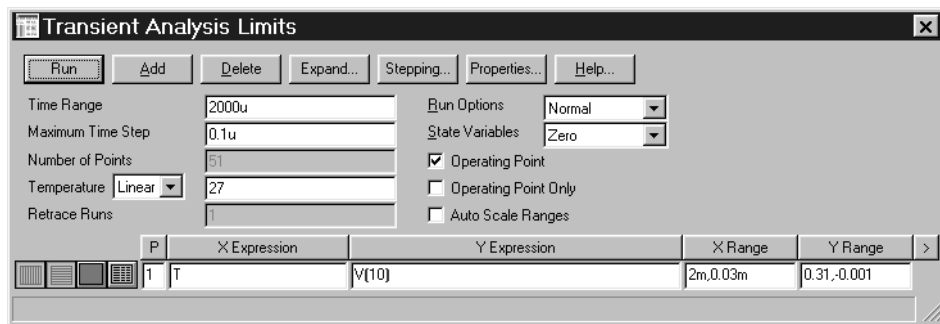 Transient Analysis Limits
Run Add Delete Expand... Stepping... Properties... Help...
Time Range 2000u Run Options Normal
Maximum Time Step 0.1u State Variables Zero
Number of Points 51 Operating Point
Temperature Linear 27 Operating Point Only
Retrace Runs 1 Auto Scale Ranges
P X Expression Y Expression X Range Y Range >
1 T V(10) 2m,0.03m 0.31,-0.001